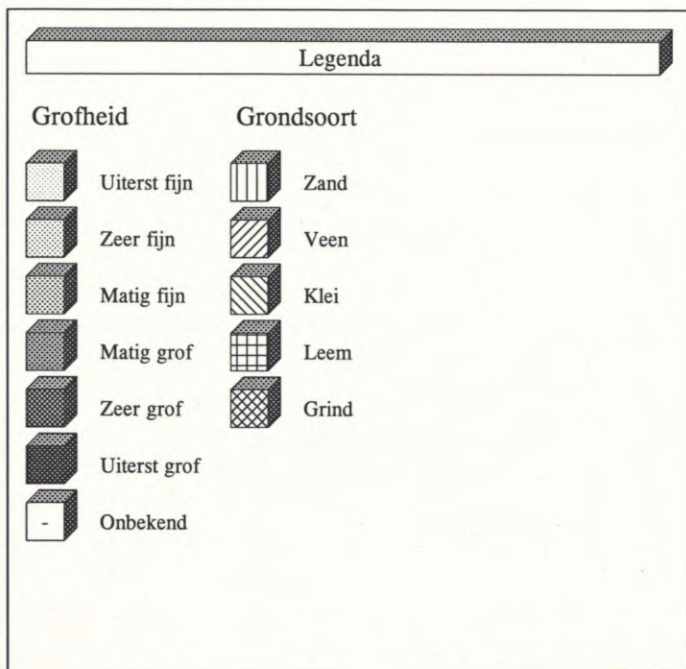 Legenda
Grofheid Grondsoort
Uiterst fijn Zand
Zeer fijn Veen
Matig fijn Klei
Matig grof Leem
Zeer grof Grind
Uiterst grof
- Onbekend